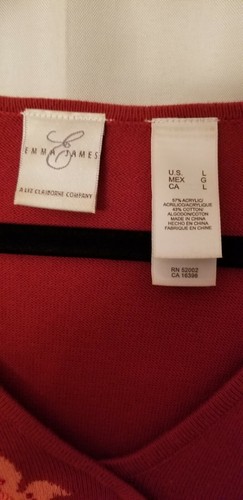 E
EMMA JAMES
A LIZ CLAIBORNE COMPANY
U.S. L
MEX G
CA L
57% ACRYLIC/
ACRILICO/ACRYLIQUE
43% COTTON/
ALGODON/COTON
MADE IN CHINA
HECHO EN CHINA
FABRIQUE EN CHINE
RN 52002
CA 16396